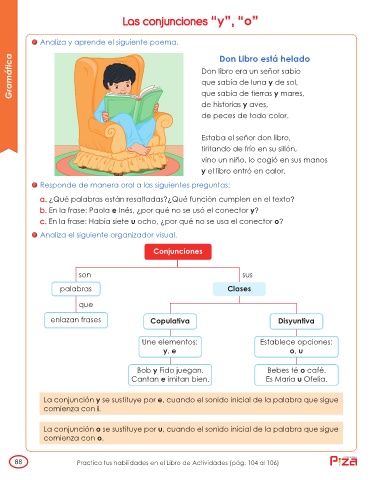 Las conjunciones “y”, “o”
Gramática
Analiza y aprende el siguiente poema.
Don Libro está helado
Don libro era un señor sabio
que sabía de luna y de sol,
que sabía de tierras y mares,
de historias y aves,
de peces de todo color.
Estaba el señor don libro,
tiritando de frío en su sillón,
vino un niño, lo cogió en sus manos
y el libro entró en calor.
Responde de manera oral a las siguientes preguntas:
a. ¿Qué palabras están resaltadas?¿Qué función cumplen en el texto?
b. En la frase: Paola e Inés, ¿por qué no se usó el conector y?
c. En la frase: Había siete u ocho, ¿por qué no se usa el conector o?
Analiza el siguiente organizador visual.
Conjunciones
son
sus
palabras
Clases
que
enlazan frases
Copulativa
Disyuntiva
Une elementos:
y, e
Establece opciones:
o, u
Bob y Fido juegan.
Cantan e imitan bien.
Bebes té o café.
Es María u Ofelia.
La conjunción y se sustituye por e, cuando el sonido inicial de la palabra que sigue
comienza con i.
La conjunción o se sustituye por u, cuando el sonido inicial de la palabra que sigue
comienza con o.
88
Practica tus habilidades en el Libro de Actividades (pág. 104 al 106)